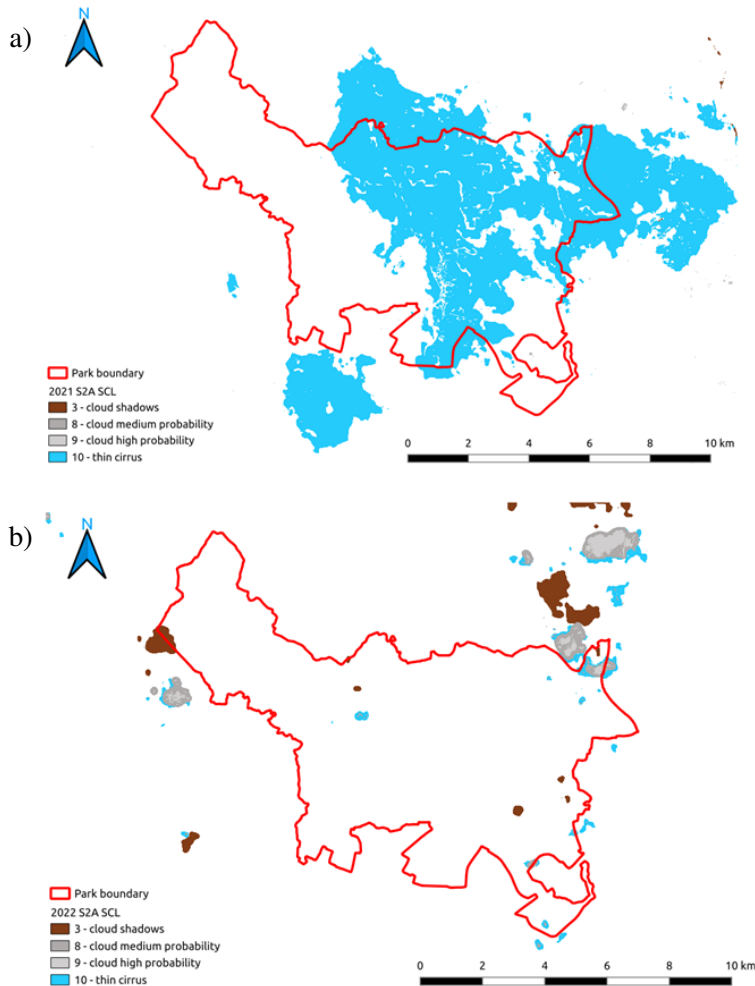 a)
N
Park boundary
2021 S2A SCL
3 - cloud shadows
8 - cloud medium probability
9 - cloud high probability
10 - thin cirrus
0 2 4 6 8 10 km
b)
N
Park boundary
2022 S2A SCL
3 - cloud shadows
8 - cloud medium probability
9 - cloud high probability
10 - thin cirrus
0 2 4 6 8 10 km